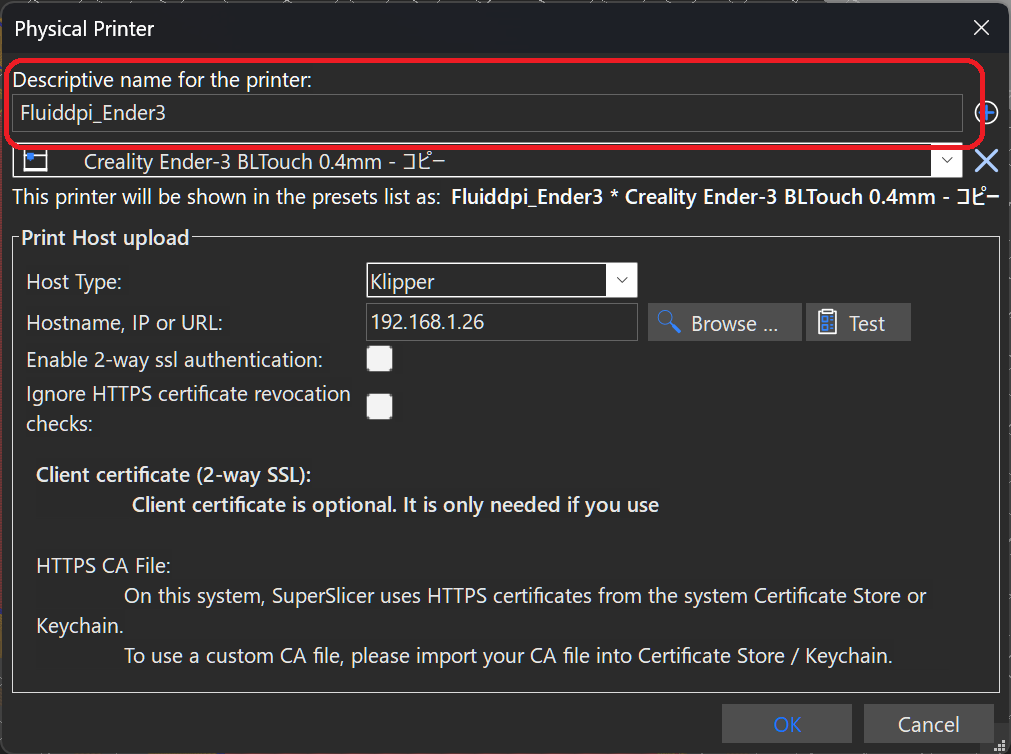 Physical Printer
Descriptive name for the printer:
Fluiddpi_Ender3
Creality Ender-3 BLTouch 0.4mm - コピー
This printer will be shown in the presets list as: Fluiddpi_Ender3 * Creality Ender-3 BLTouch 0.4mm - コピー
Print Host upload
Host Type: Klipper
Hostname, IP or URL: 192.168.1.26 Browse ... Test
Enable 2-way ssl authentication:
Ignore HTTPS certificate revocation
checks:
Client certificate (2-way SSL):
Client certificate is optional. It is only needed if you use
HTTPS CA File:
On this system, SuperSlicer uses HTTPS certificates from the system Certificate Store or
Keychain.
To use a custom CA file, please import your CA file into Certificate Store / Keychain.
OK Cancel